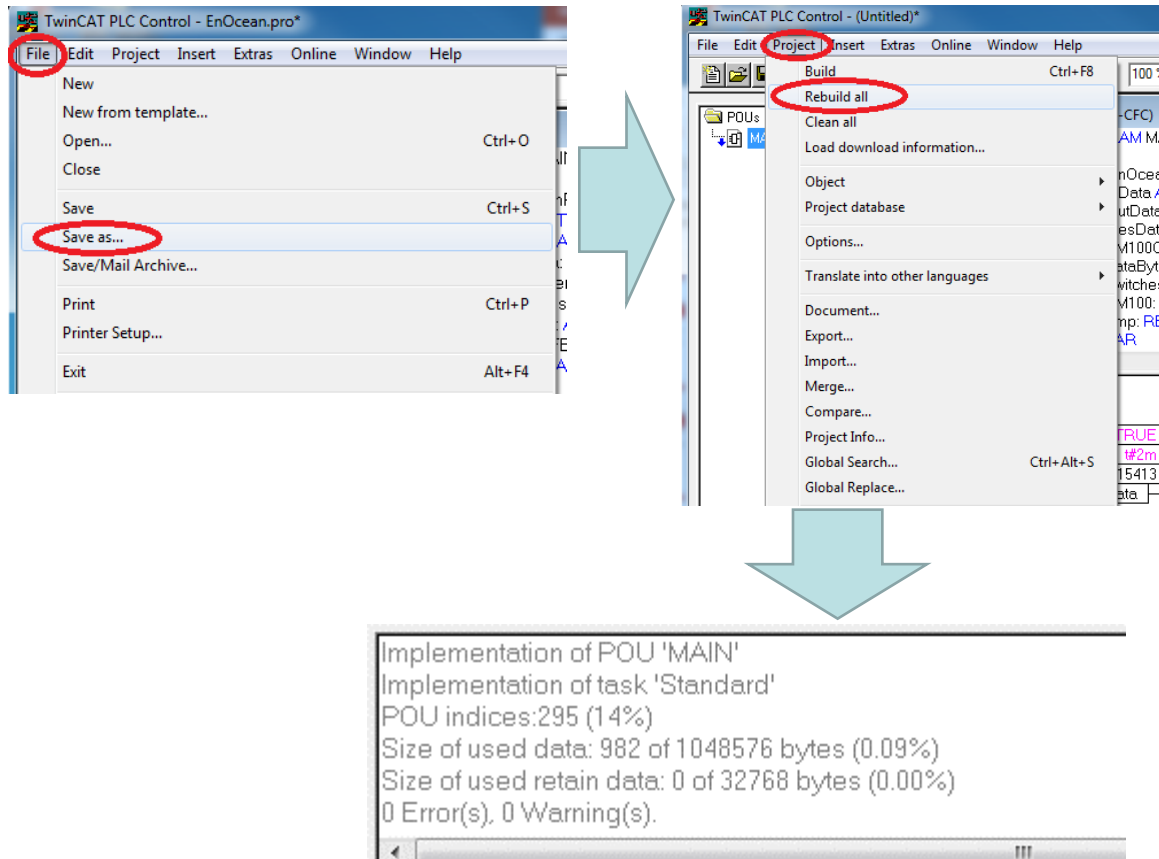 TwinCAT PLC Control - EnOcean.pro*
File Edit Project Insert Extras Online Window Help
New
New from template...
Open... Ctrl+O
Close
Save Ctrl+S
Save as...
Save/Mail Archive...
Print Ctrl+P
Printer Setup...
Exit Alt+F4
TwinCAT PLC Control - (Untitled)*
File Edit Project Insert Extras Online Window Help
Build Ctrl+F8
100
Rebuild all
POUs
-CFC)
Clean all
MA
AM M
Load download information...
Object
Project database
Options...
Translate into other languages
Document...
Export...
Import...
Merge...
Compare...
Project Info...
TRUE
Global Search... Ctrl+Alt+S
t#2m
15413
Global Replace...
ata
Implementation of POU 'MAIN'
Implementation of task 'Standard'
POU indices:295 (14%)
Size of used data: 982 of 1048576 bytes (0.09%)
Size of used retain data: 0 of 32768 bytes (0.00%)
0 Error(s), 0 Warning(s).